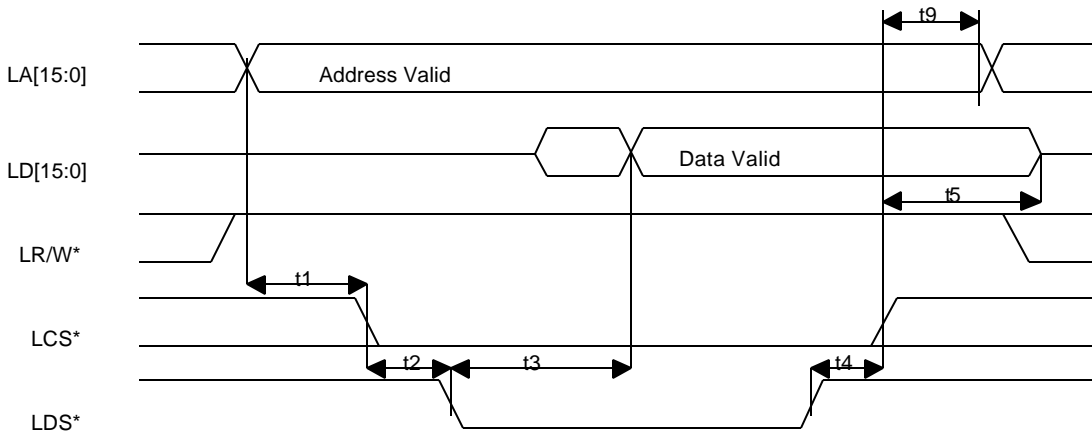 t9
LA[15:0]
Address Valid
LD[15:0]
Data Valid
t5
LR/W*
t1
LCS*
t2
t3
t4
LDS*